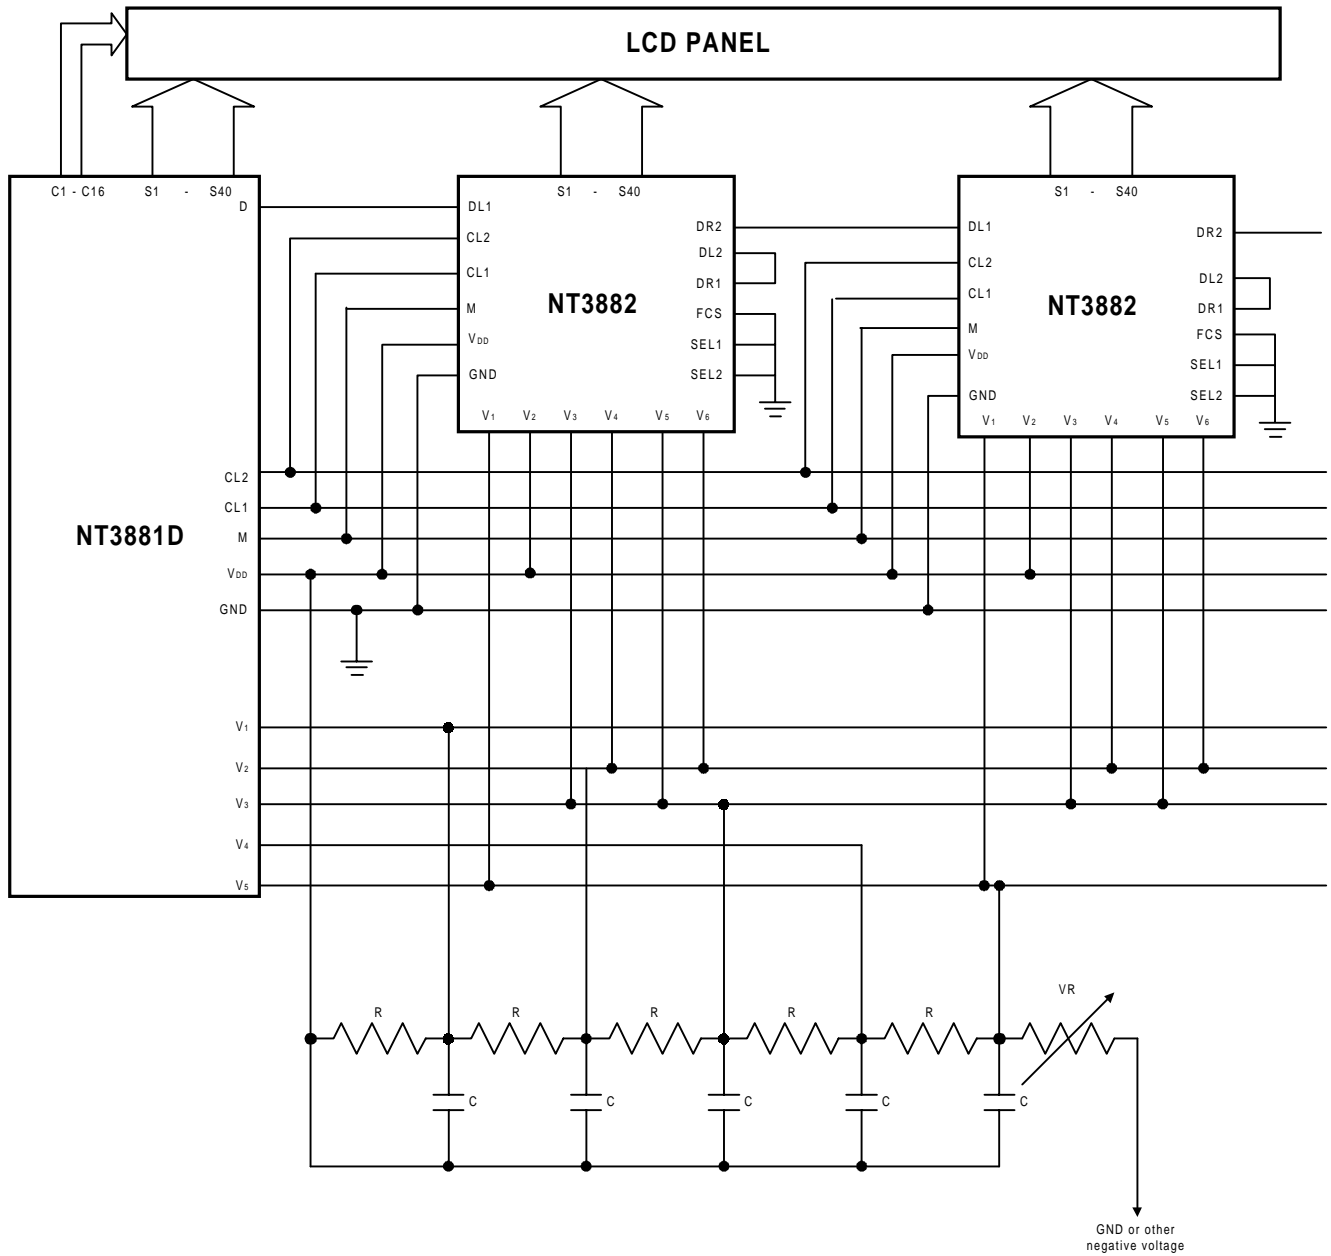 LCD PANEL
C1 - C16
S1 - S40
D
S1 - S40
DL1
CL2
CL1
M
VDD
GND
NT3882
DR2
DL2
DR1
FCS
SEL1
SEL2
V1 V2 V3 V4 V5 V6
S1 - S40
DL1
CL2
CL1
M
VDD
GND
NT3882
DR2
DL2
DR1
FCS
SEL1
SEL2
V1 V2 V3 V4 V5 V6
NT3881D
CL2
CL1
M
VDD
GND
V1
V2
V3
V4
V5
R R R R R VR
C C C C C
GND or other
negative voltage